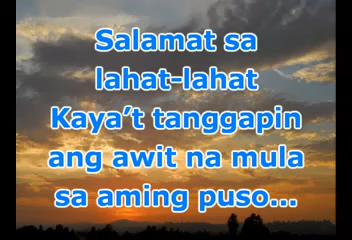 Salamat sa
lahat-lahat
Kaya’t tanggapin
ang awit na mula
sa aming puso...